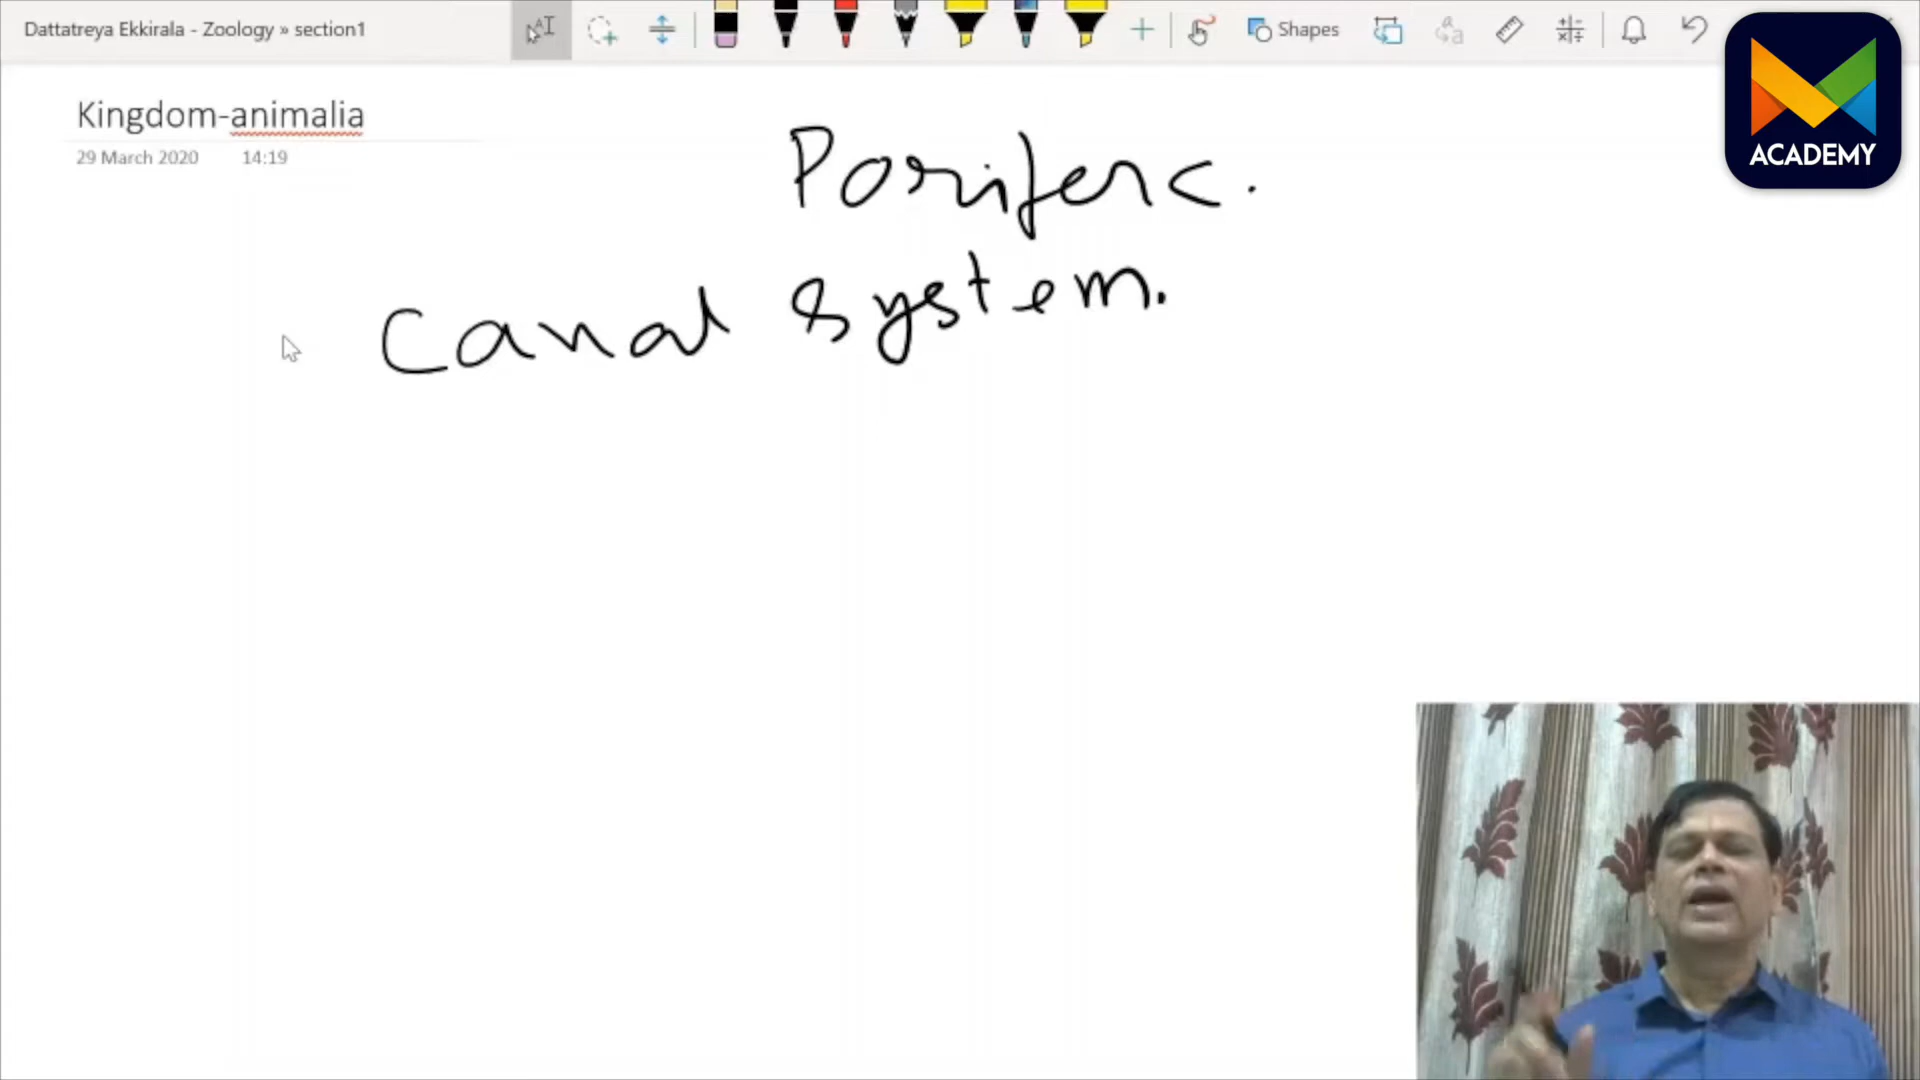 Dattatreya Ekkirala - Zoology » section1
Shapes
ACADEMY
Kingdom-animalia
29 March 2020 14:19
Porifera.
Canal system.